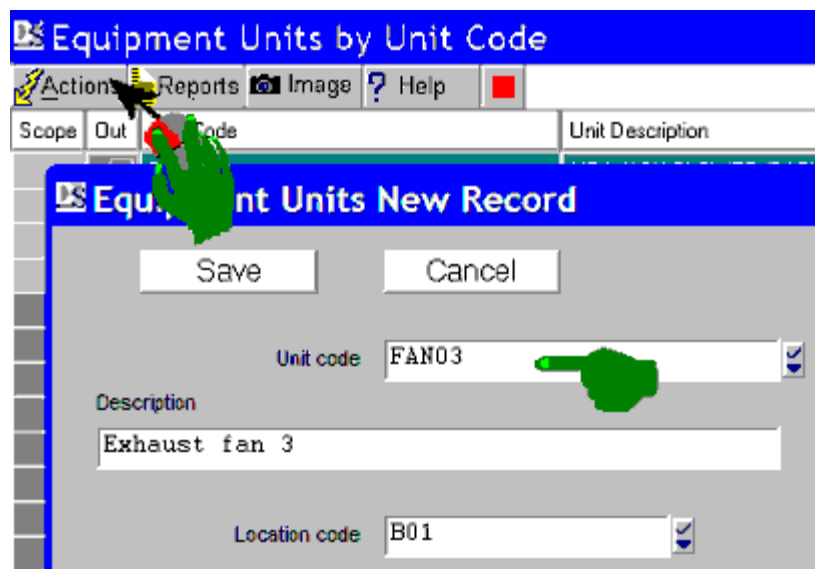 Equipment Units by Unit Code
Actions Reports Image ? Help
Scope Out Code Unit Description
Equipment Units New Record
Save Cancel
Unit code FAN03
Description
Exhaust fan 3
Location code B01